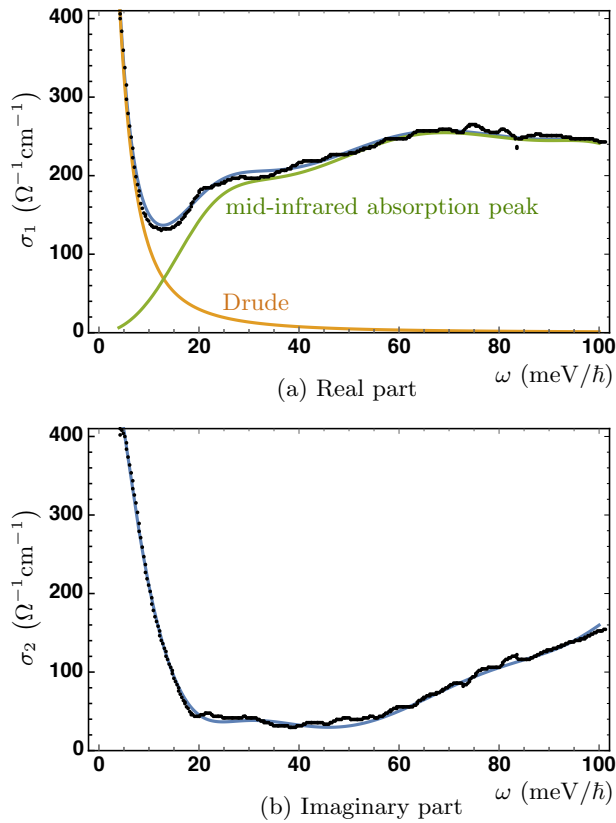 400
300
200
100
0
σ₁ (Ω⁻¹cm⁻¹)
mid-infrared absorption peak
Drude
0 20 40 60 80 100
ω (meV/ħ)
(a) Real part
400
300
200
100
0
σ₂ (Ω⁻¹cm⁻¹)
0 20 40 60 80 100
ω (meV/ħ)
(b) Imaginary part